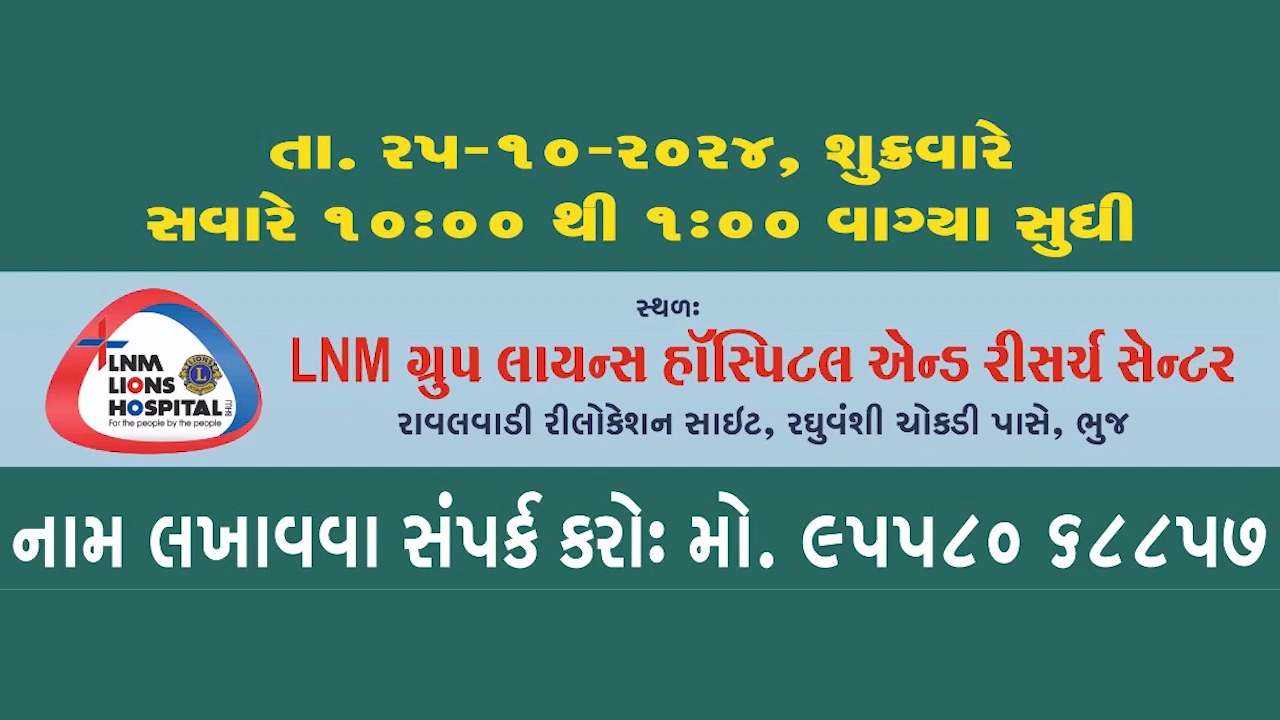 તા. ૨૫-૧૦-૨૦૨૪, શુક્રવારે
સવારે ૧૦:૦૦ થી ૧:૦૦ વાગ્યા સુધી
સ્થળઃ
LNM ગ્રુપ લાયન્સ હૉસ્પિટલ એન્ડ રીસર્ચ સેન્ટર
રાવલવાડી રીલોકેશન સાઇટ, રઘુવંશી ચોકડી પાસે, ભુજ
LNM
LIONS
HOSPITAL
For the people by the people
LIONS
L
નામ લખાવવા સંપર્ક કરોઃ મો. ૯૫૫૮૦ ૬૮૮૫૭